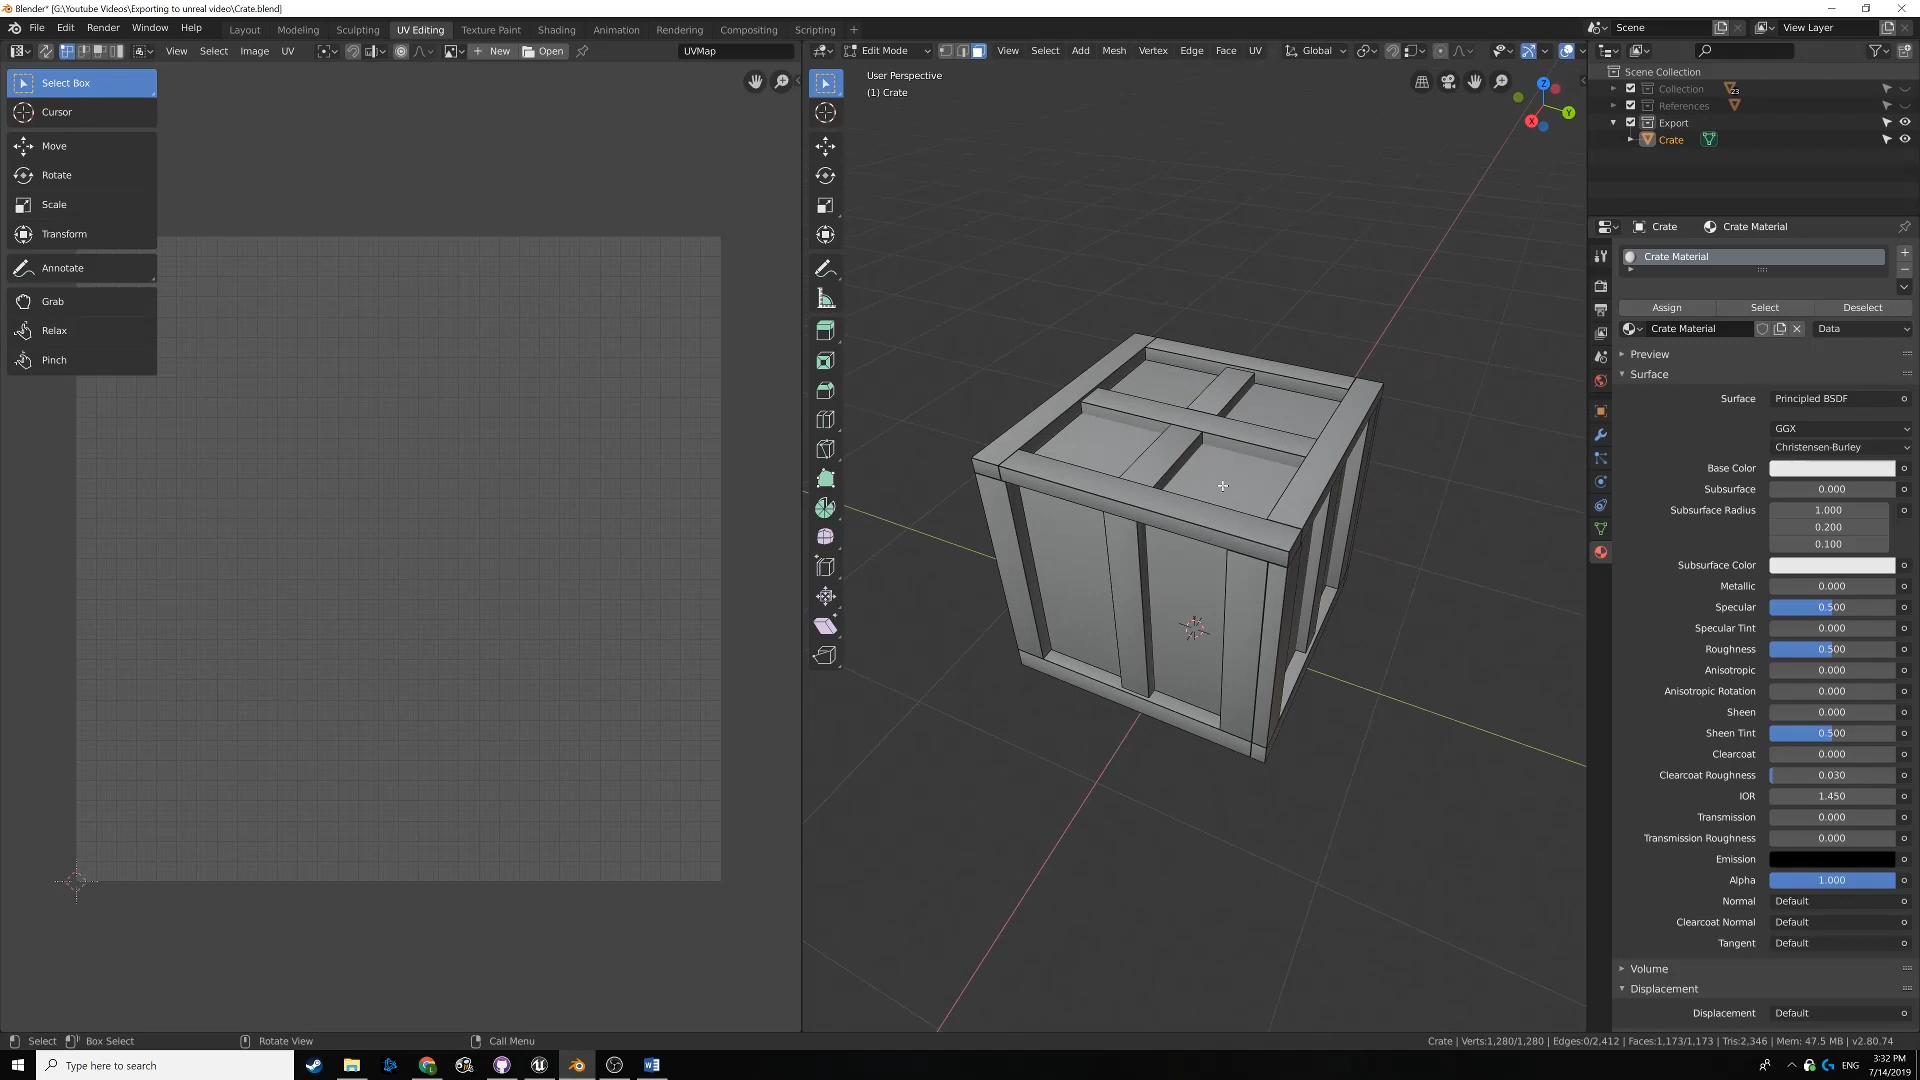 Blender* [G:\Youtube Videos\Exporting to unreal video\Crate.blend]
File Edit Render Window Help Layout Modeling Sculpting UV Editing Texture Paint Shading Animation Rendering Compositing Scripting + Scene View Layer
View Select Image UV New Open UVMap Edit Mode View Select Add Mesh Vertex Edge Face UV Global
Select Box
Cursor
Move
Rotate
Scale
Transform
Annotate
Grab
Relax
Pinch
User Perspective
(1) Crate
Z
Y
X
Scene Collection
Collection 23
References
Export
Crate
Crate Crate Material
Crate Material
Assign Select Deselect
Crate Material Data
Preview
Surface
Surface Principled BSDF
GGX
Christensen-Burley
Base Color
Subsurface 0.000
Subsurface Radius 1.000
0.200
0.100
Subsurface Color
Metallic 0.000
Specular 0.500
Specular Tint 0.000
Roughness 0.500
Anisotropic 0.000
Anisotropic Rotation 0.000
Sheen 0.000
Sheen Tint 0.500
Clearcoat 0.000
Clearcoat Roughness 0.030
IOR 1.450
Transmission 0.000
Transmission Roughness 0.000
Emission
Alpha 1.000
Normal Default
Clearcoat Normal Default
Tangent Default
Volume
Displacement
Displacement Default
Select Box Select Rotate View Call Menu Crate | Verts:1,280/1,280 | Edges:0/2,412 | Faces:1,173/1,173 | Tris:2,346 | Mem: 47.5 MB | v2.80.74
Type here to search ENG 3:32 PM
7/14/2019